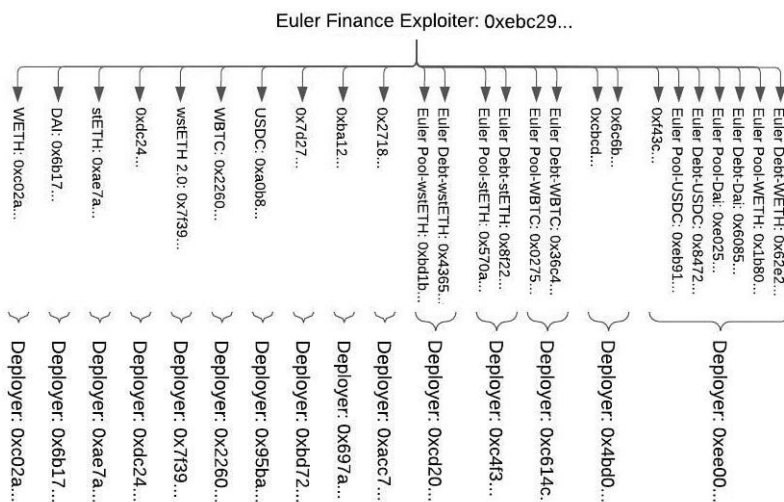 Euler Finance Exploiter: 0xebc29...
WETH: 0xc02a...
DAI: 0x6b17...
stETH: 0xae7a...
0xdc24...
wstETH 2.0: 0x7f39...
WBTC: 0x2260...
USDC: 0xa0b8...
0x7d27...
0xba12...
0x2718...
Euler Pool-wstETH: 0xbd1b...
Euler Debt-wstETH: 0x4365...
Euler Pool-stETH: 0x570a...
Euler Debt-stETH: 0x8f22...
Euler Pool-WBTC: 0x0275...
Euler Debt-WBTC: 0x36c4...
0xcbcd...
0x6c6b...
0xf43c...
Euler Pool-USDC: 0xeb91...
Euler Debt-USDC: 0x8472...
Euler Pool-Dai: 0xe025...
Euler Debt-Dai: 0x6085...
Euler Pool-WETH: 0x1b80...
Euler Debt-WETH: 0x62e2...
Deployer: 0xc02a...
Deployer: 0x6b17...
Deployer: 0xae7a...
Deployer: 0xdc24...
Deployer: 0x7f39...
Deployer: 0x2260...
Deployer: 0x95ba...
Deployer: 0xbd72...
Deployer: 0x697a...
Deployer: 0xacc7...
Deployer: 0xcd20...
Deployer: 0xc4f3...
Deployer: 0xc614c.
Deployer: 0x4bd0...
Deployer: 0xee00...